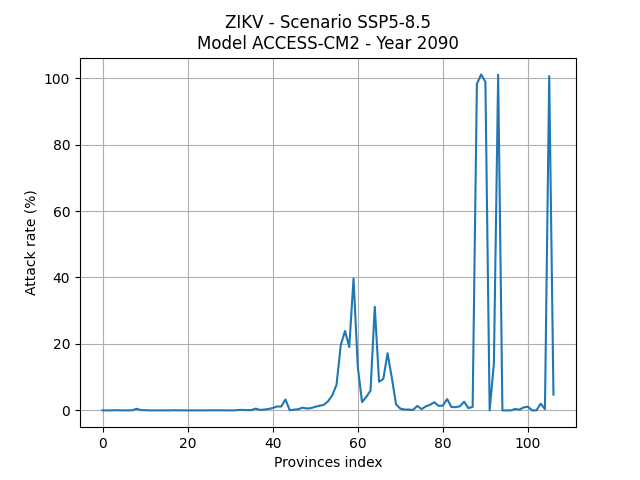 ZIKV - Scenario SSP5-8.5
Model ACCESS-CM2 - Year 2090
100
80
60
40
20
0
Attack rate (%)
0 20 40 60 80 100
Provinces index